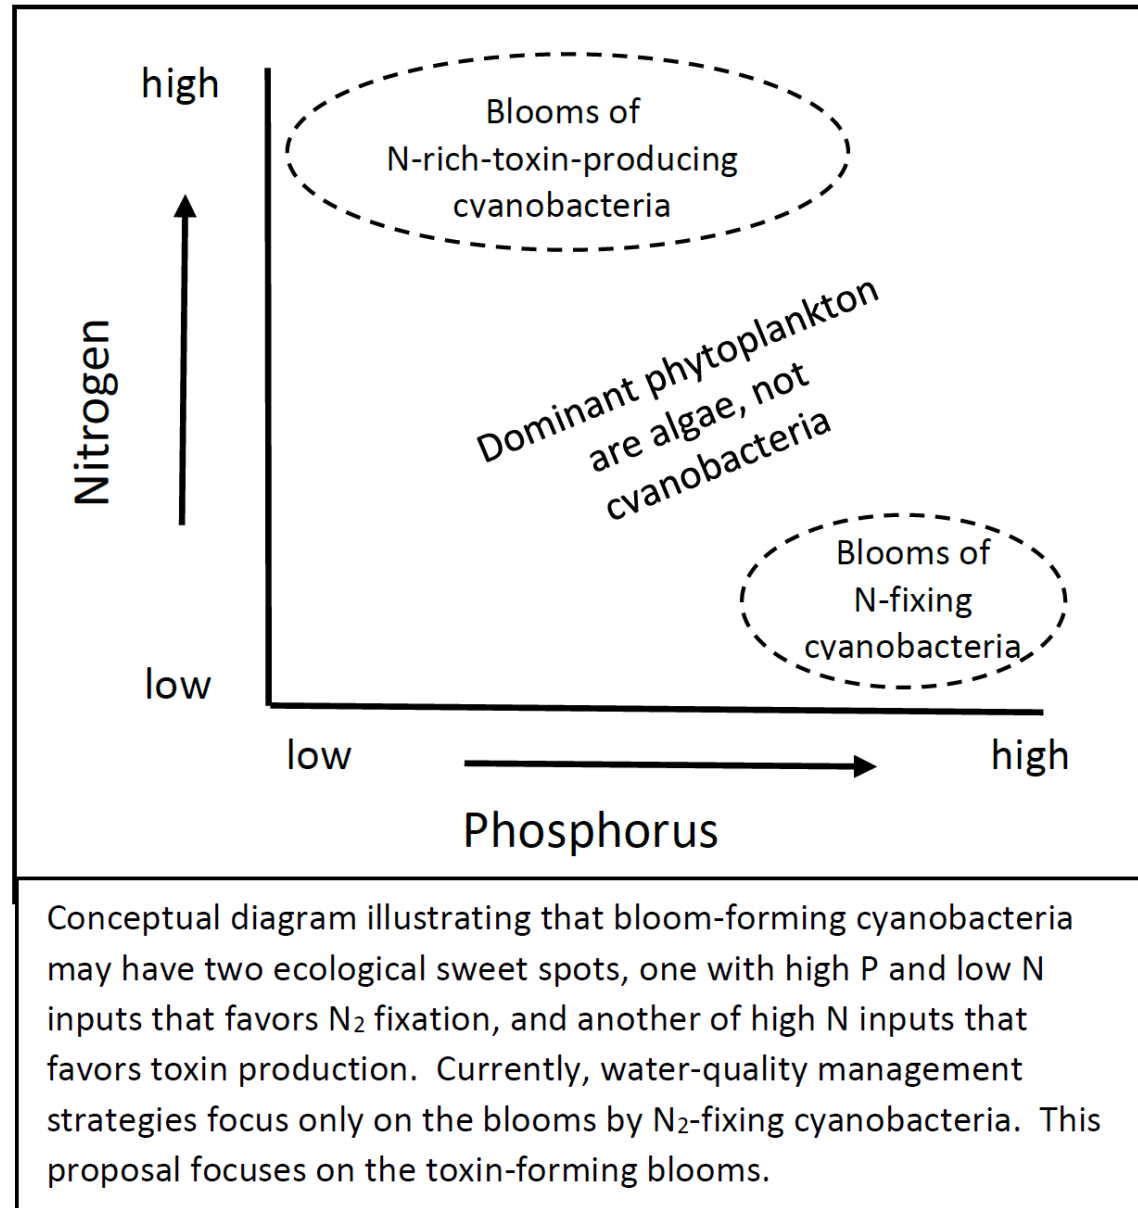 high
Blooms of
N-rich-toxin-producing
cyanobacteria
Nitrogen
Dominant phytoplankton
are algae, not
cyanobacteria
Blooms of
N-fixing
cyanobacteria
low
low
high
Phosphorus
Conceptual diagram illustrating that bloom-forming cyanobacteria
may have two ecological sweet spots, one with high P and low N
inputs that favors N₂ fixation, and another of high N inputs that
favors toxin production.  Currently, water-quality management
strategies focus only on the blooms by N₂-fixing cyanobacteria.  This
proposal focuses on the toxin-forming blooms.